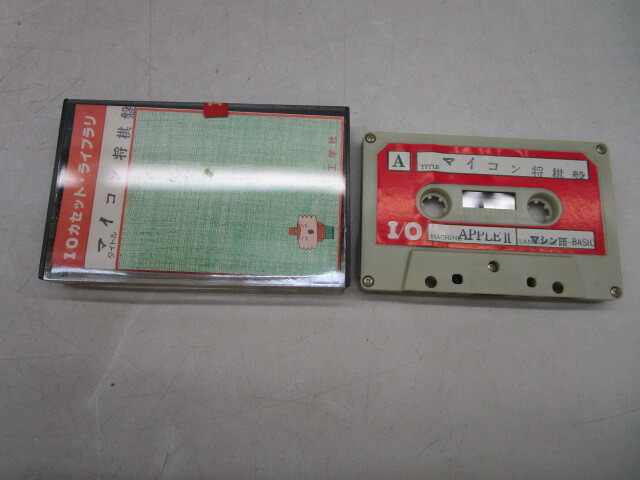 IOカセット・ライブラリ
タイトル マイコン将棋盤
工学社
A
TITLE マイコン将棋盤
I/O
MACHINE APPLE II LAN マシン語-BASIC